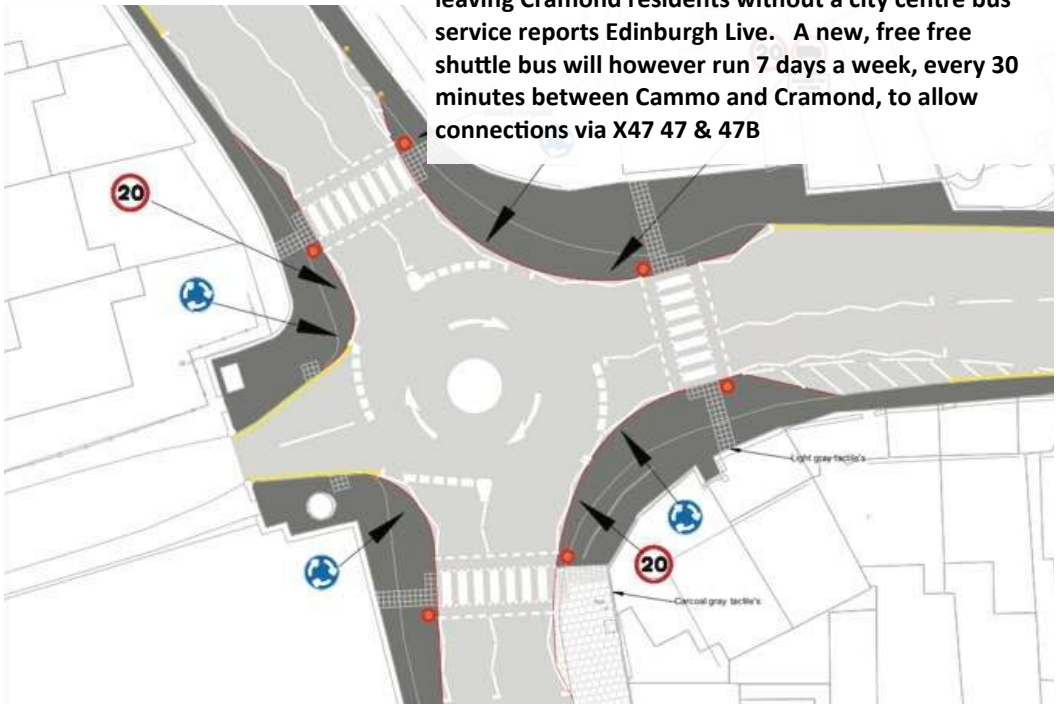 leaving Cramond residents without a city centre bus
service reports Edinburgh Live. A new, free free
shuttle bus will however run 7 days a week, every 30
minutes between Cammo and Cramond, to allow
connections via X47 47 & 47B
20
20
20
Light gray tactile's
Carcoal gray tactile's